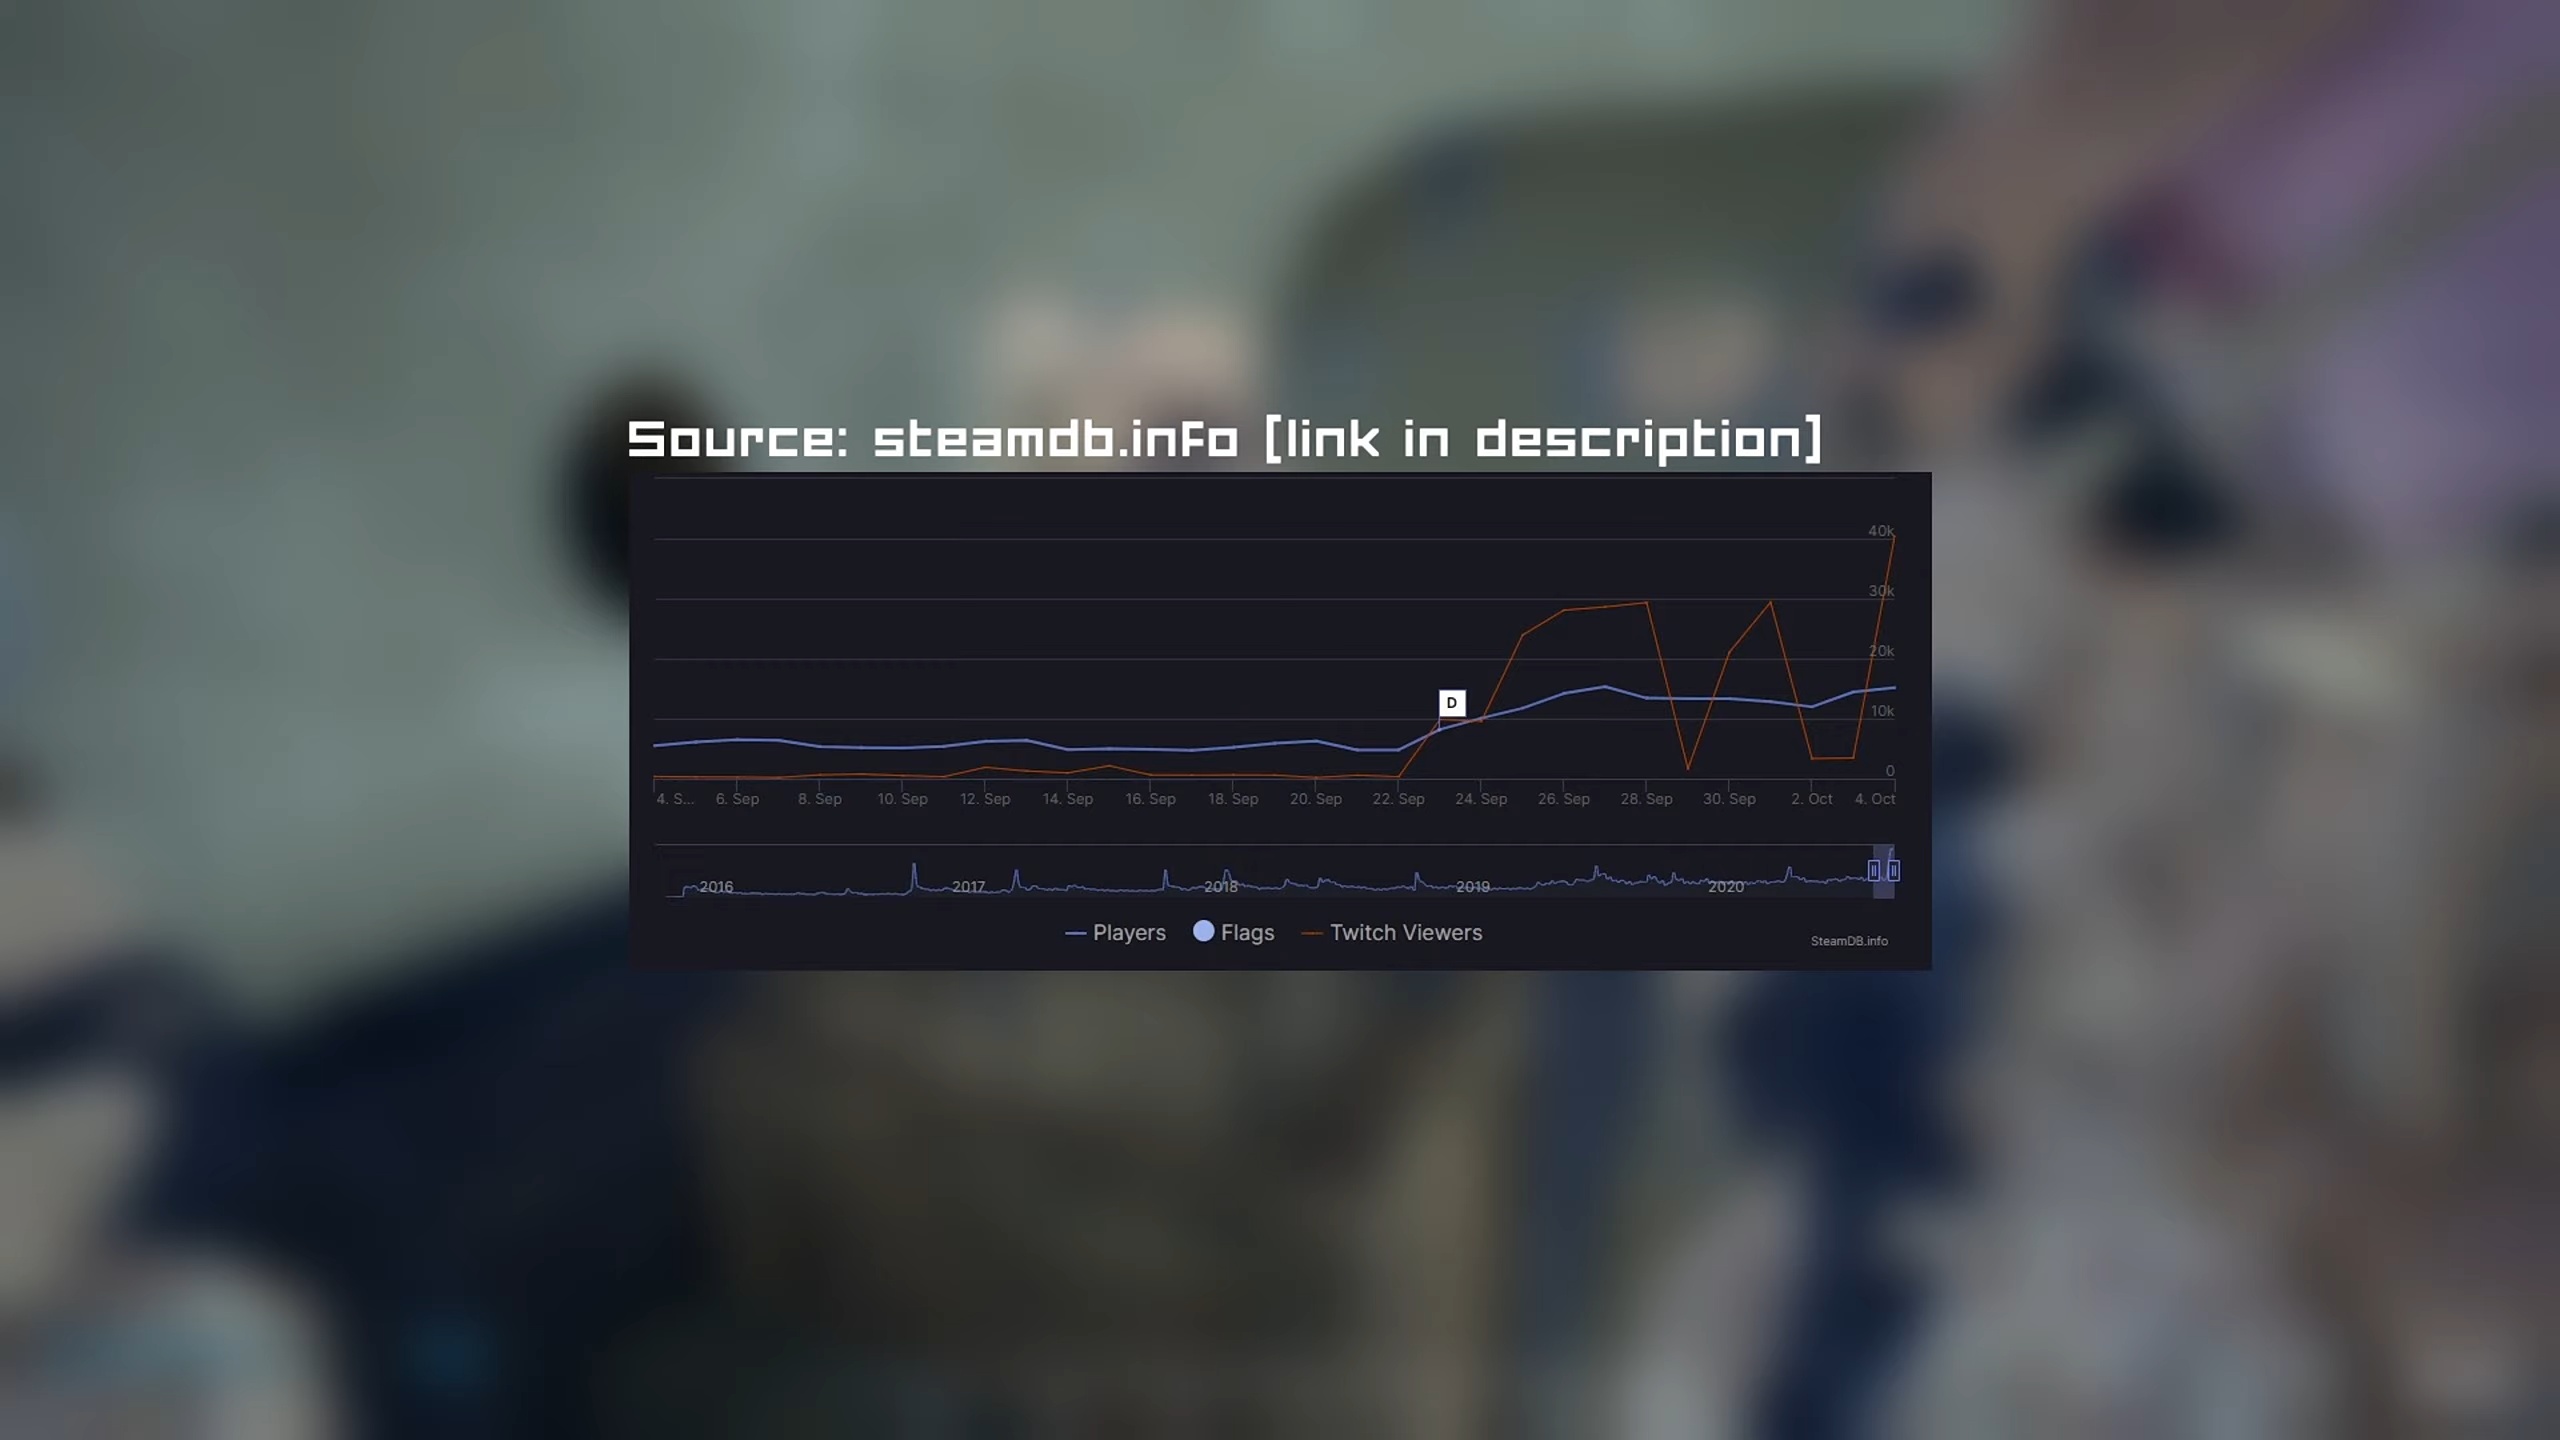 Source: steamdb.info [link in description]
40k
30k
20k
D
10k
0
4. S... 6. Sep 8. Sep 10. Sep 12. Sep 14. Sep 16. Sep 18. Sep 20. Sep 22. Sep 24. Sep 26. Sep 28. Sep 30. Sep 2. Oct 4. Oct
2016 2017 2018 2019 2020
Players Flags Twitch Viewers
SteamDB.info